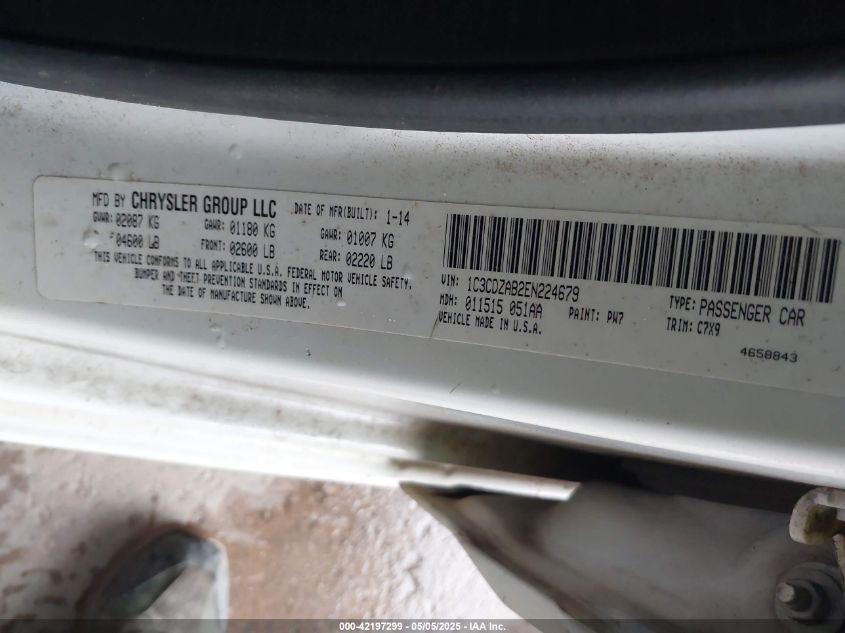 MFD BY CHRYSLER GROUP LLC DATE OF MFR(BUILT): 1-14
GVWR: 02087 KG GAWR: 01180 KG GAWR: 01007 KG
04600 LB FRONT: 02600 LB REAR: 02220 LB
THIS VEHICLE CONFORMS TO ALL APPLICABLE U.S.A. FEDERAL MOTOR VEHICLE SAFETY,
BUMPER AND THEFT PREVENTION STANDARDS IN EFFECT ON
THE DATE OF MANUFACTURE SHOWN ABOVE.
VIN: 1C3CDZAB2EN224679 TYPE: PASSENGER CAR
MDH: 011515 051AA PAINT: PW7 TRIM: C7X9
VEHICLE MADE IN U.S.A.
4658843
000-42197299 - 05/05/2025 - IAA Inc.